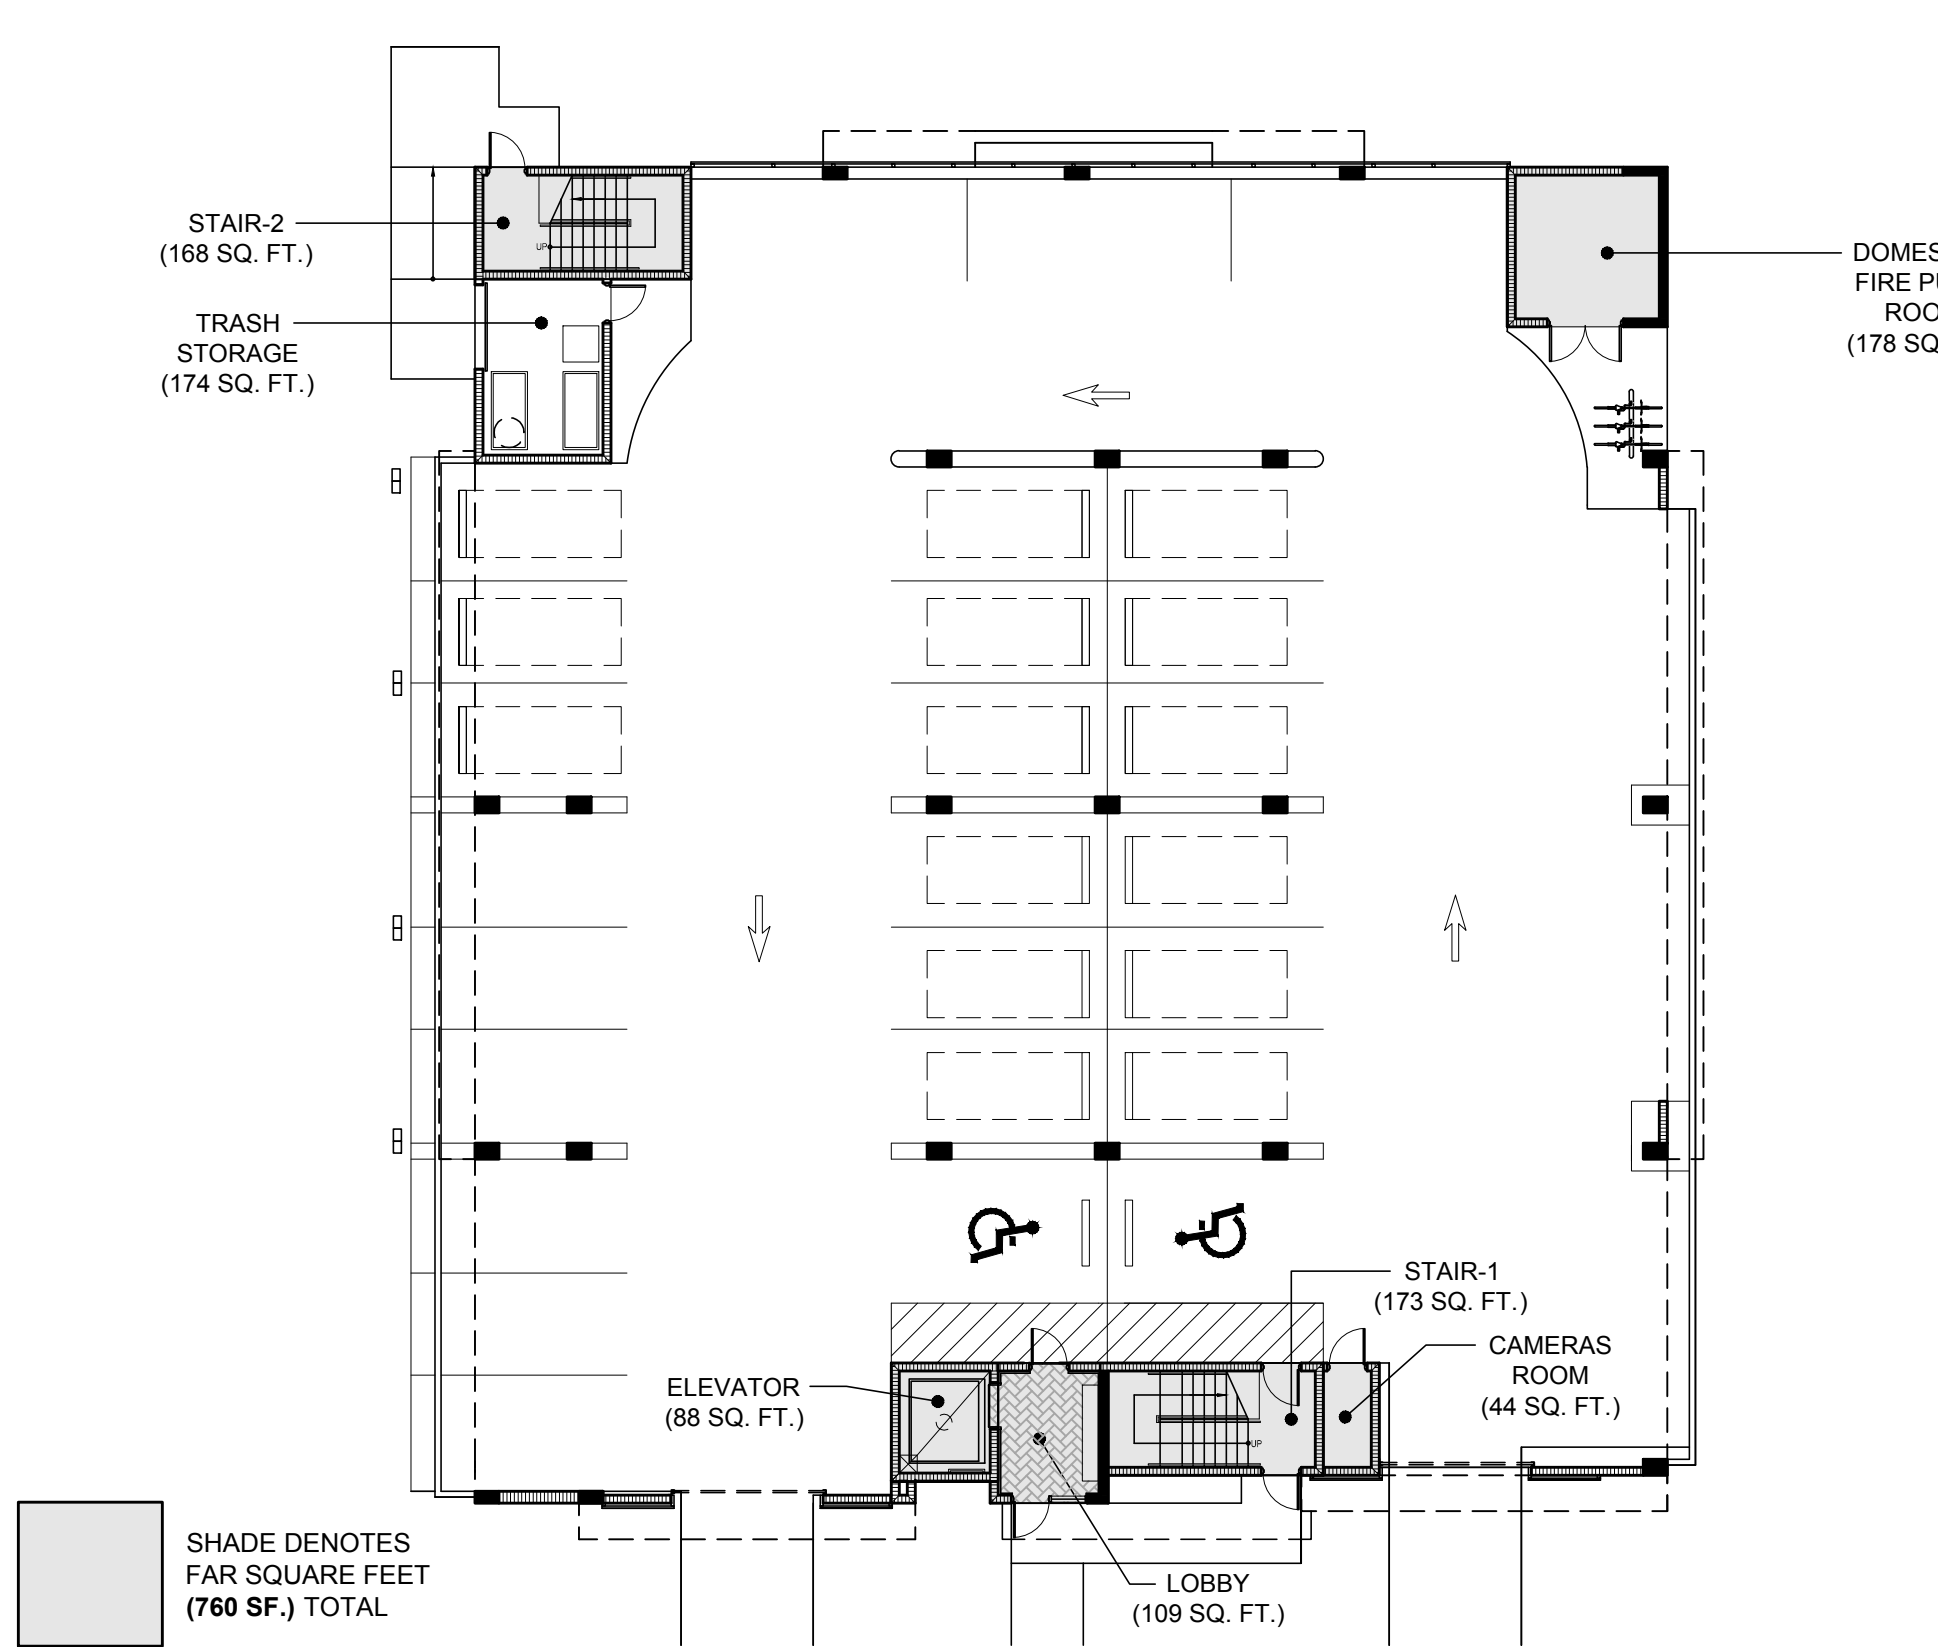 STAIR-2
(168 SQ. FT.)
TRASH
STORAGE
(174 SQ. FT.)
UP
FIRE
(178
STAIR-1
(173 SQ. FT.)
CAMERAS
ROOM
(44 SQ. FT.)
ELEVATOR
(88 SQ. FT.)
UP
LOBBY
(109 SQ. FT.)
SHADE DENOTES
FAR SQUARE FEET
(760 SF.) TOTAL